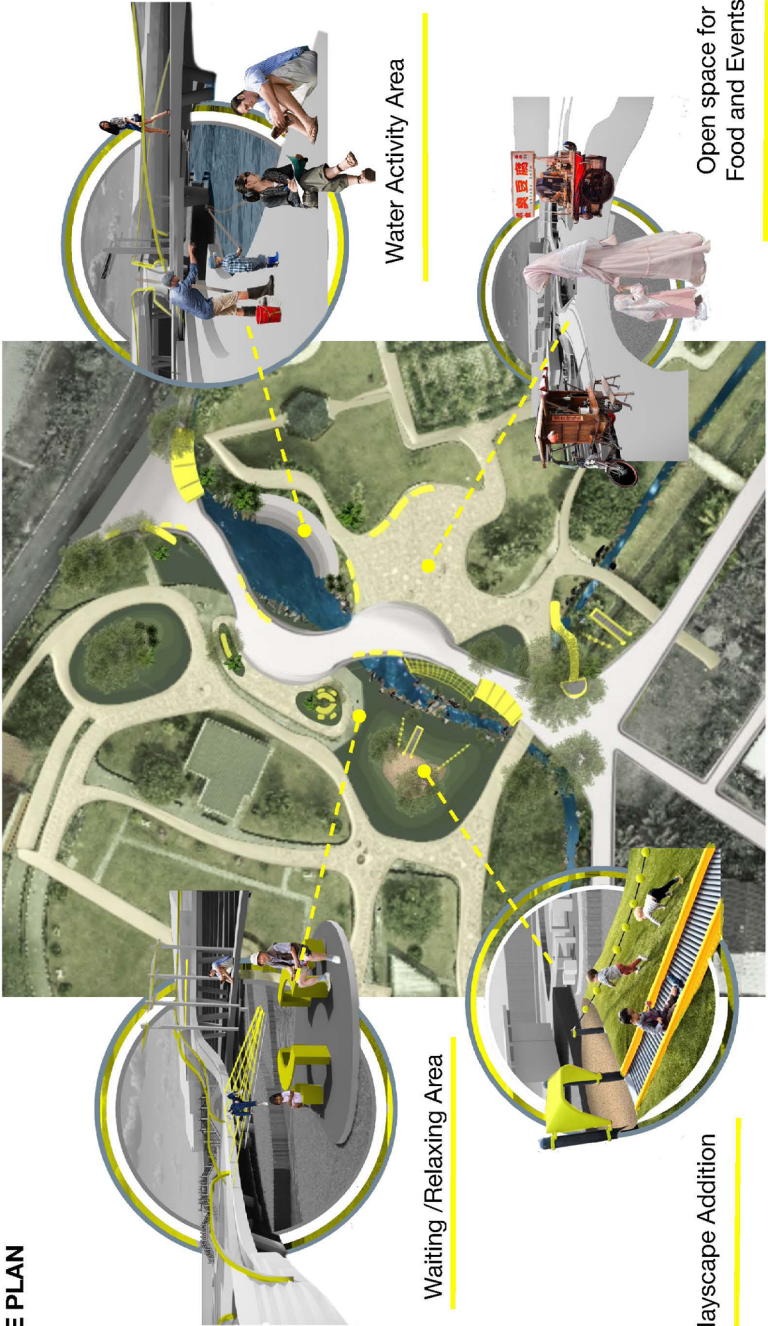 E PLAN
Waiting /Relaxing Area
Water Activity Area
layscape Addition
Open space for
Food and Events